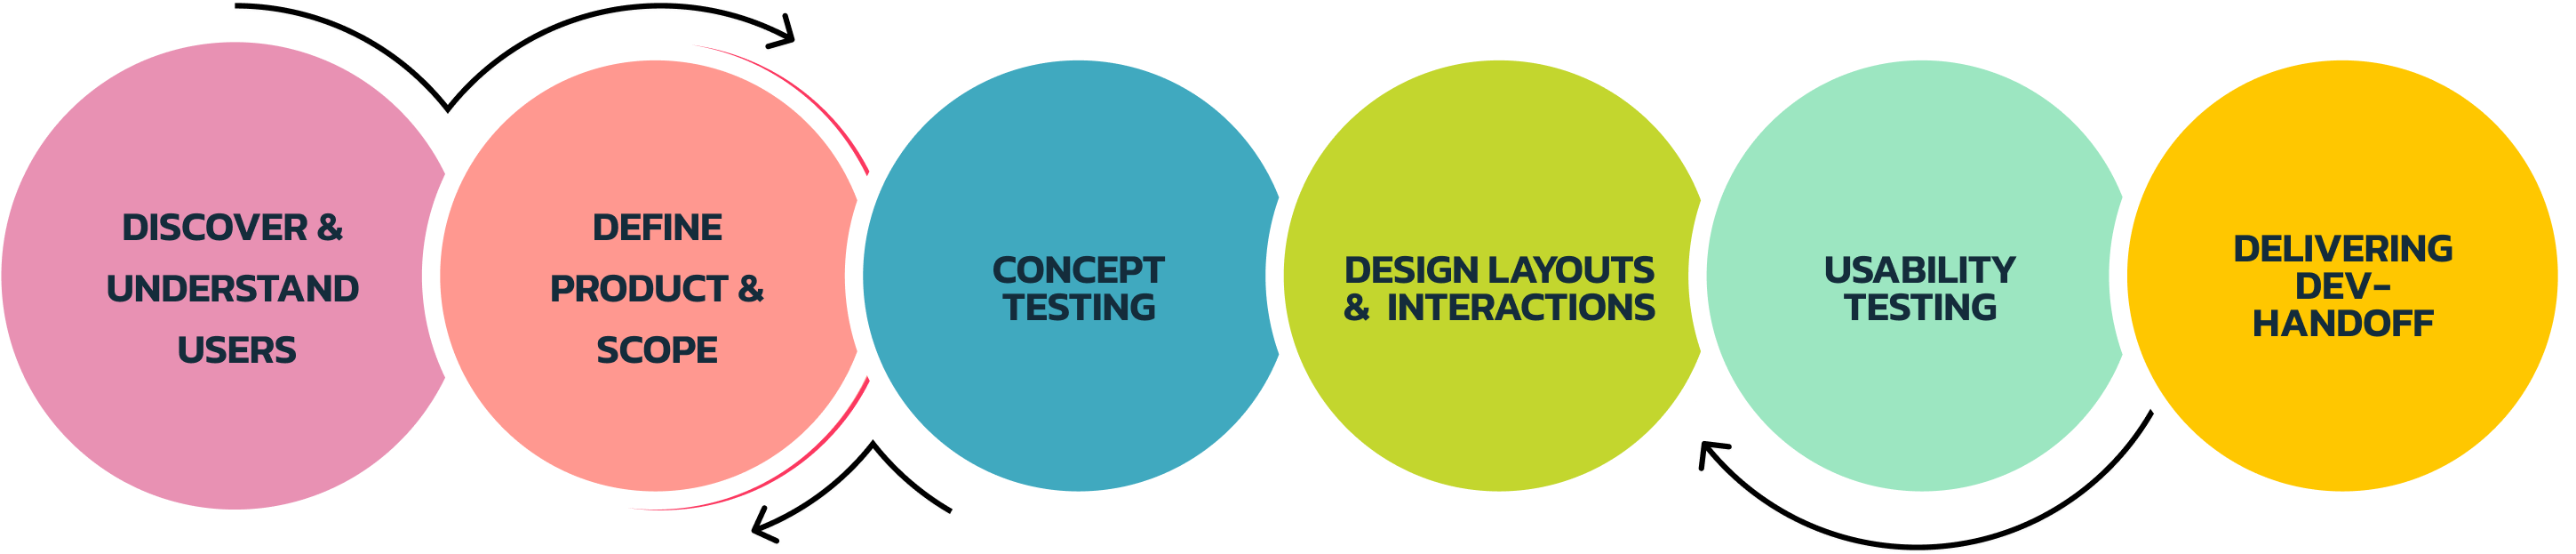 DISCOVER &
UNDERSTAND
USERS
DEFINE
PRODUCT &
SCOPE
CONCEPT
TESTING
DESIGN LAYOUTS
& INTERACTIONS
USABILITY
TESTING
DELIVERING
DEV-
HANDOFF